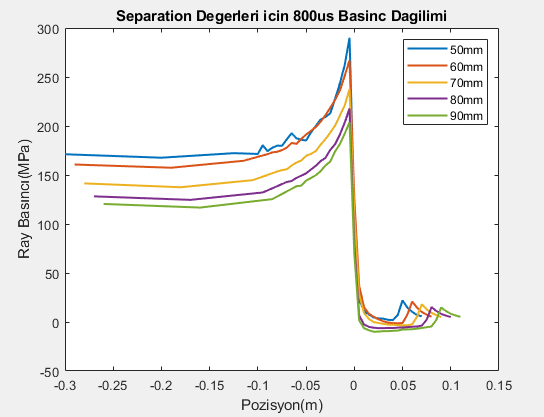 Separation Degerleri icin 800us Basinc Dagilimi
300
250
200
150
100
50
0
-50
Ray Basıncı(MPa)
50mm
60mm
70mm
80mm
90mm
-0.3
-0.25
-0.2
-0.15
-0.1
-0.05
0
0.05
0.1
0.15
Pozisyon(m)